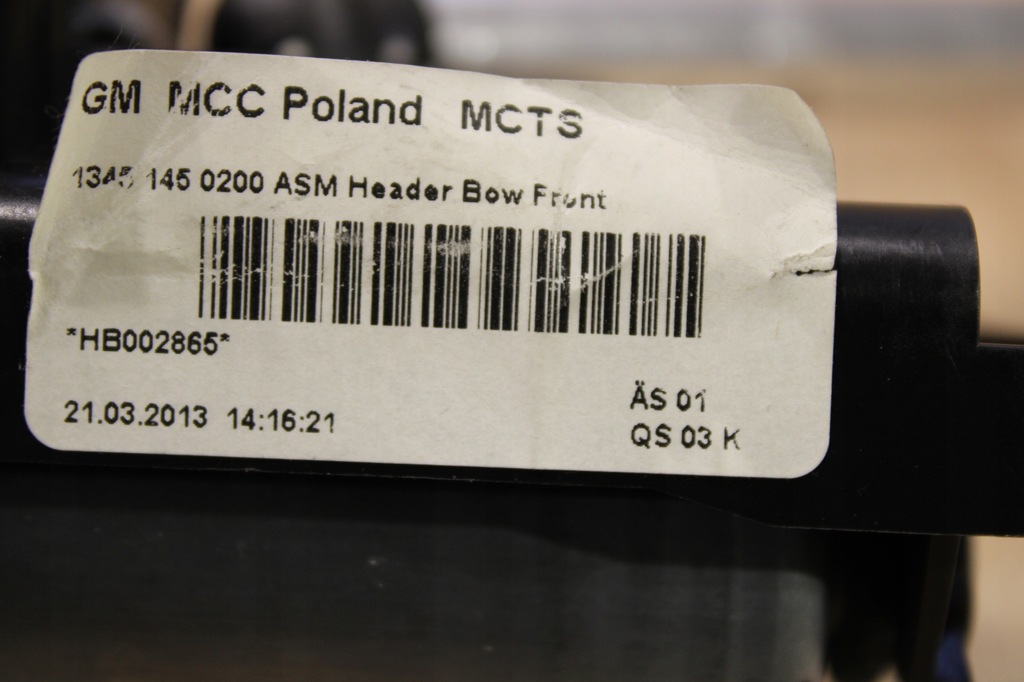 GM MCC Poland MCTS
1345 145 0200 ASM Header Bow Front
*HB002865*
21.03.2013 14:16:21
ÄS 01
QS 03 K